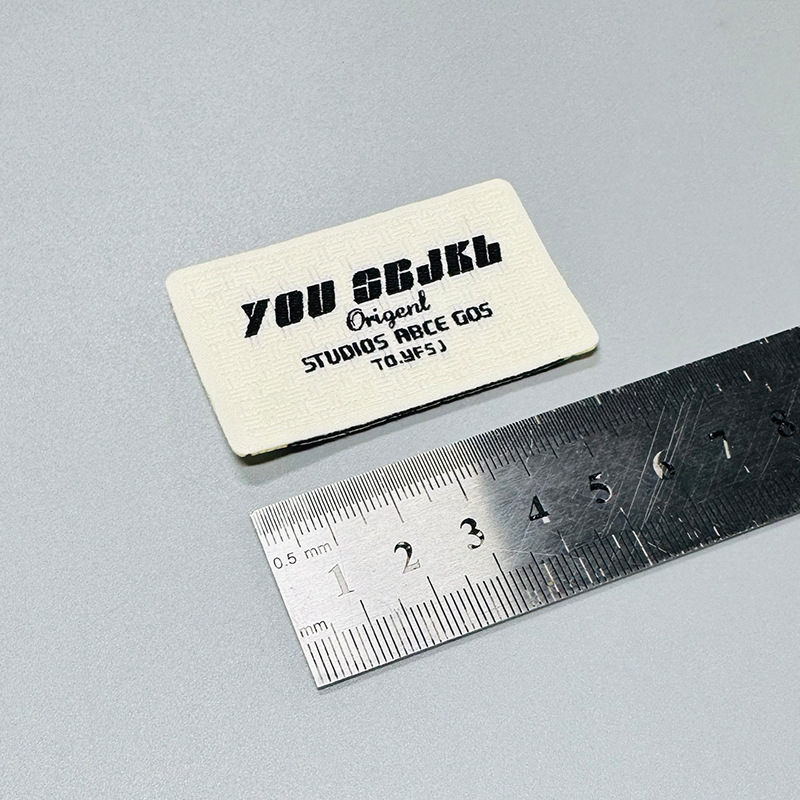 YOU SGJKL
Origenl
STUDIOS ABCE GOS
TO.YFSJ
0.5 mm
1 2 3 4 5 6 7 8
mm